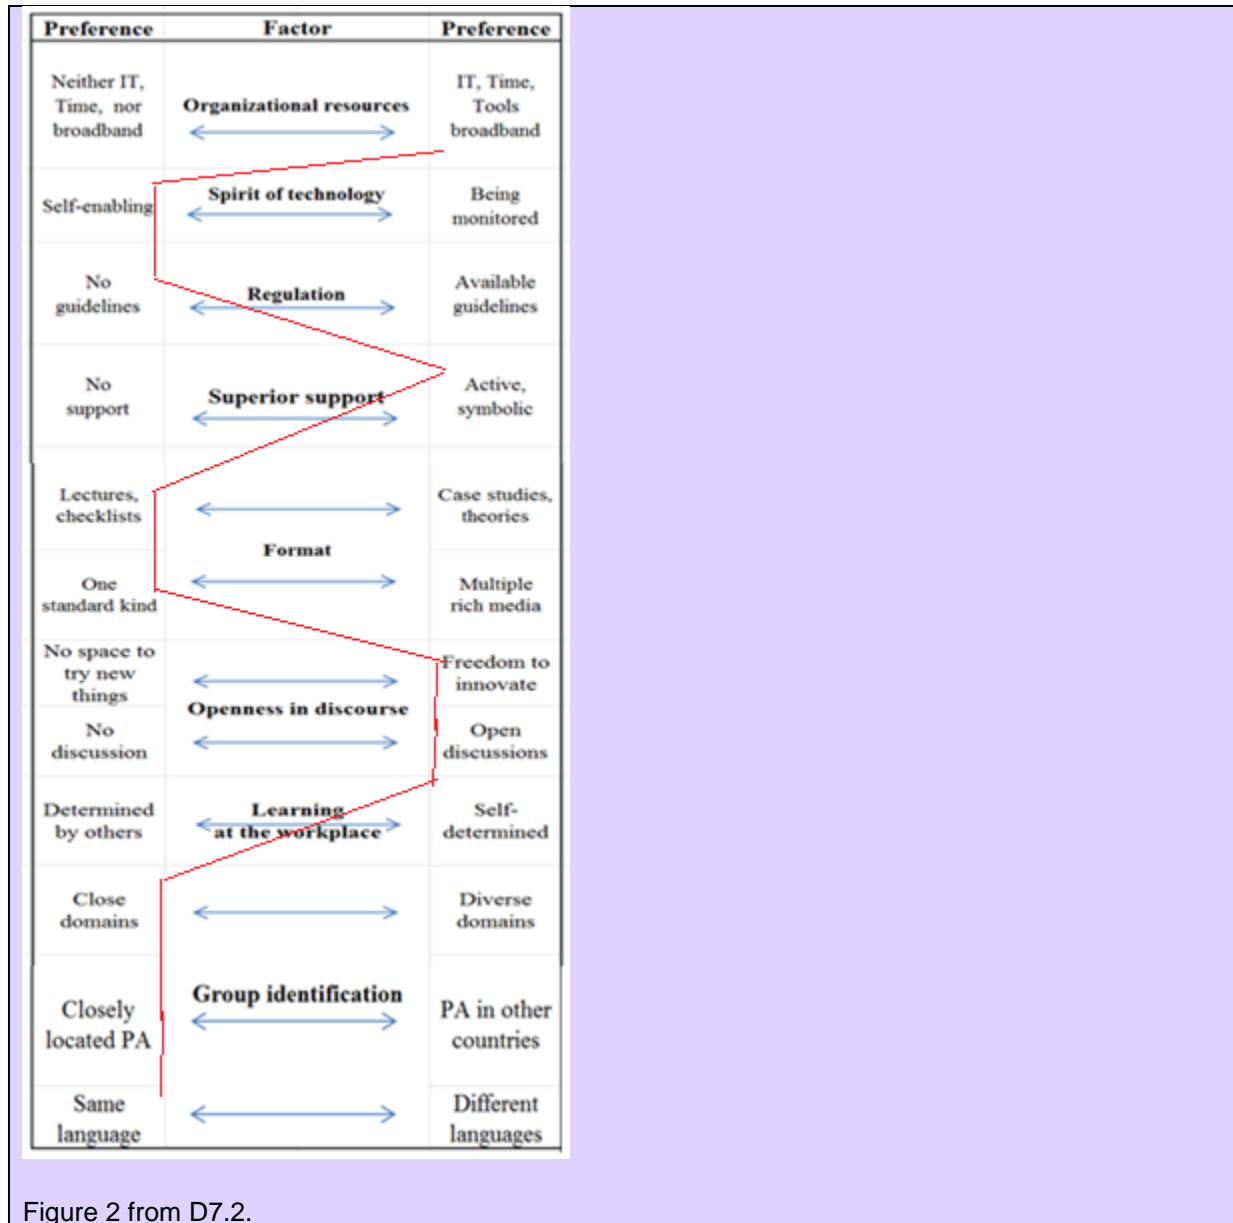 Preference Factor Preference
Neither IT,
Time, nor
broadband
Organizational resources
IT, Time,
Tools
broadband
Self-enabling
Spirit of technology
Being
monitored
No
guidelines
Regulation
Available
guidelines
No
support
Superior support
Active,
symbolic
Lectures,
checklists
Case studies,
theories
Format
One
standard kind
Multiple
rich media
No space to
try new
things
Freedom to
innovate
Openness in discourse
No
discussion
Open
discussions
Determined
by others
Learning
at the workplace
Self-
determined
Close
domains
Diverse
domains
Group identification
Closely
located PA
PA in other
countries
Same
language
Different
languages
Figure 2 from D7.2.